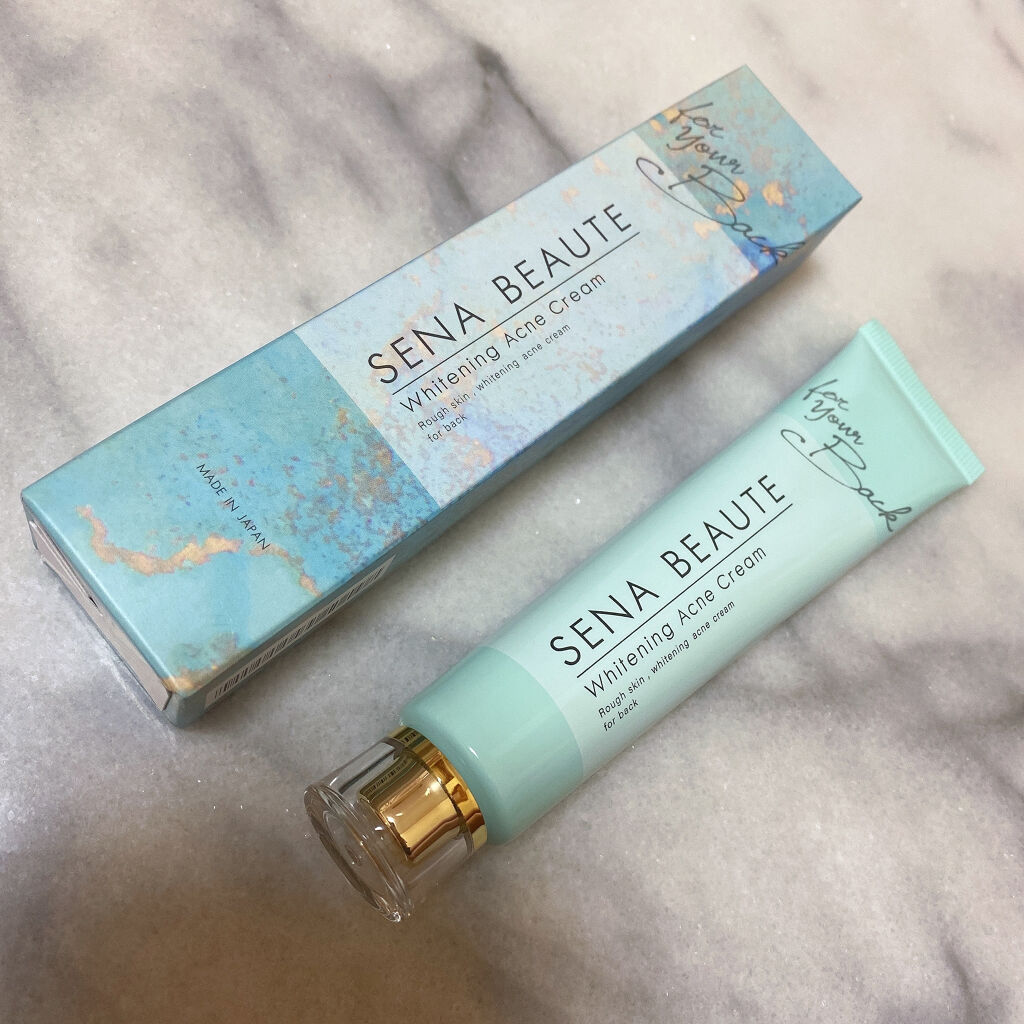 for
Your
Back
SENA BEAUTE
Whitening Acne Cream
Rough skin , whitening acne cream
for back
MADE IN JAPAN
for
Your
Back
SENA BEAUTE
Whitening Acne Cream
Rough skin , whitening acne cream
for back